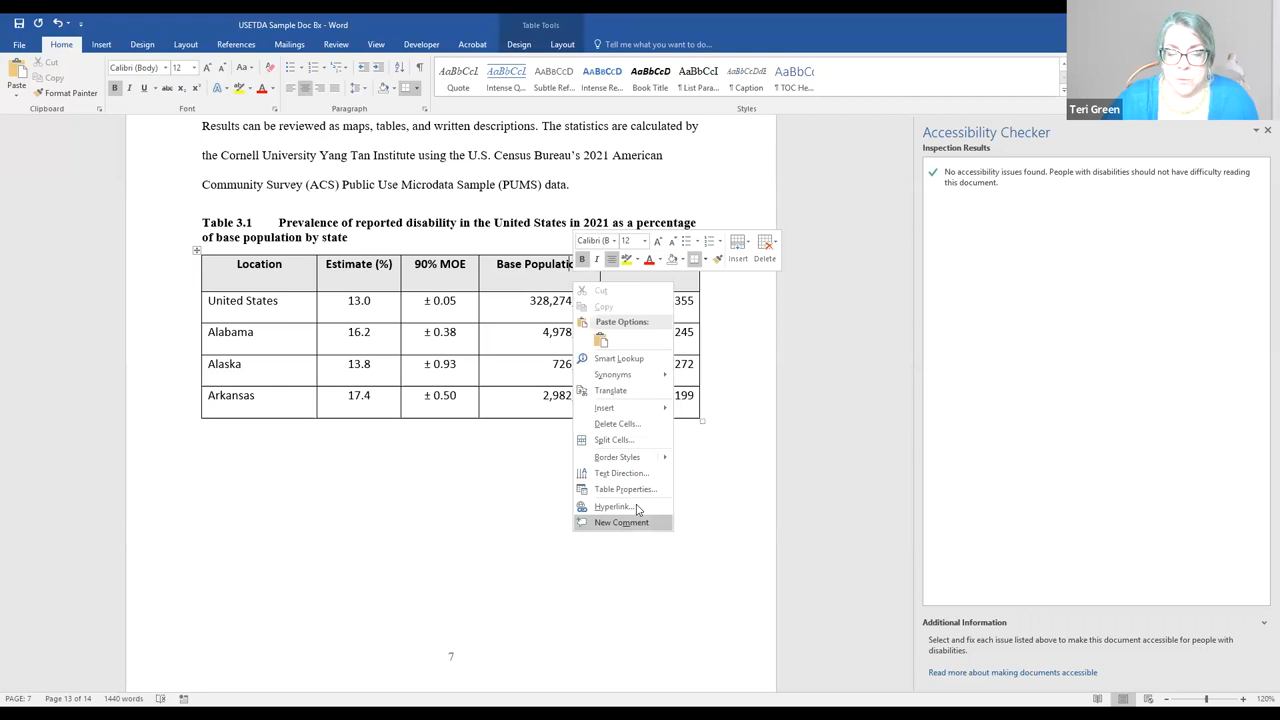 USETDA Sample Doc Bx - Word
Table Tools
File Home Insert Design Layout References Mailings Review View Developer Acrobat Design Layout Tell me what you want to do...
Teri Green
Paste
Cut
Copy
Format Painter
Clipboard
Calibri (Body) 12
Font
Paragraph
AaBbCcI AaBbCcI AaBbCcD AaBbCcD AaBbCcI AaBbCcI AaBbCcDdE AaBbC
Quote Intense Q... Subtle Ref... Intense Re... Book Title ¶ List Para... ¶ Caption ¶ TOC He...
Styles
Results can be reviewed as maps, tables, and written descriptions. The statistics are calculated by
the Cornell University Yang Tan Institute using the U.S. Census Bureau's 2021 American
Community Survey (ACS) Public Use Microdata Sample (PUMS) data.
Table 3.1 Prevalence of reported disability in the United States in 2021 as a percentage
of base population by state
Location Estimate (%) 90% MOE Base Populatio
United States 13.0 ± 0.05 328,274 355
Alabama 16.2 ± 0.38 4,978 245
Alaska 13.8 ± 0.93 726 272
Arkansas 17.4 ± 0.50 2,982 199
Calibri (B 12
Insert Delete
Cut
Copy
Paste Options:
Smart Lookup
Synonyms
Translate
Insert
Delete Cells...
Split Cells...
Border Styles
Text Direction...
Table Properties...
Hyperlink...
New Comment
7
Accessibility Checker
Inspection Results
No accessibility issues found. People with disabilities should not have difficulty reading
this document.
Additional Information
Select and fix each issue listed above to make this document accessible for people with
disabilities.
Read more about making documents accessible
PAGE: 7 Page 13 of 14 1440 words
120%